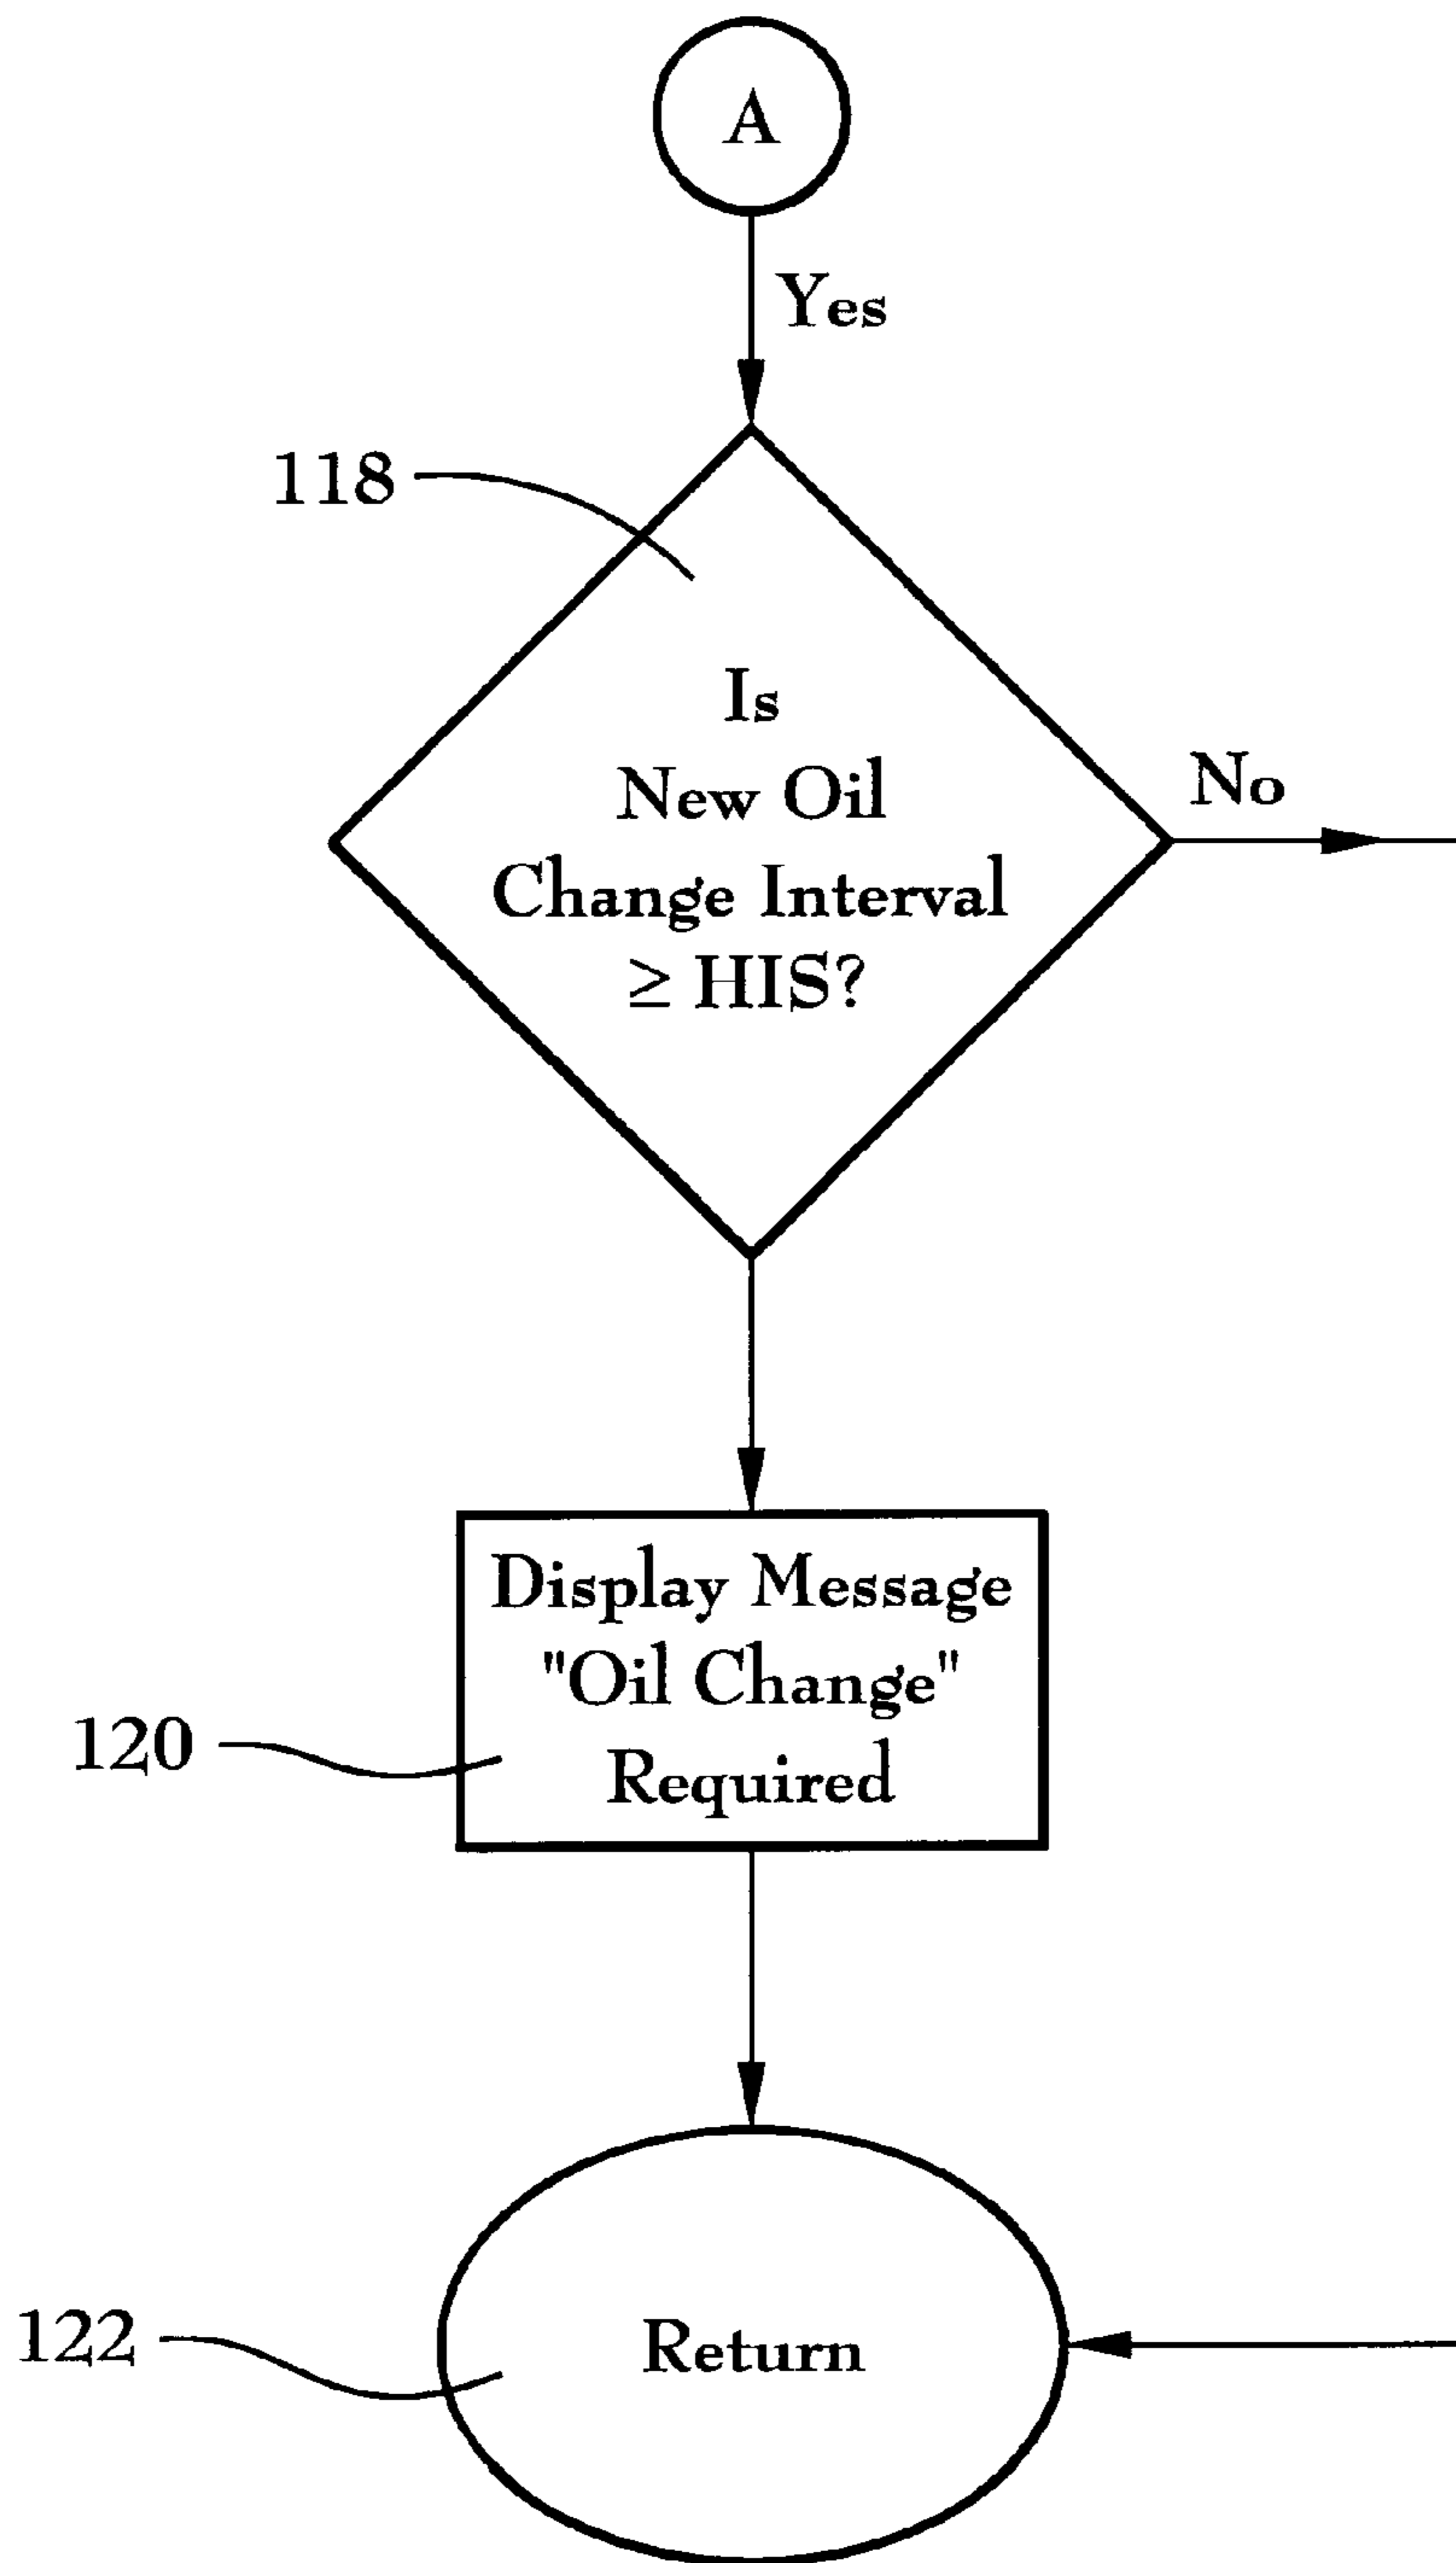 A
Yes
118
Is
New Oil
Change Interval
≥ HIS?
No
Display Message
"Oil Change"
Required
120
Return
122